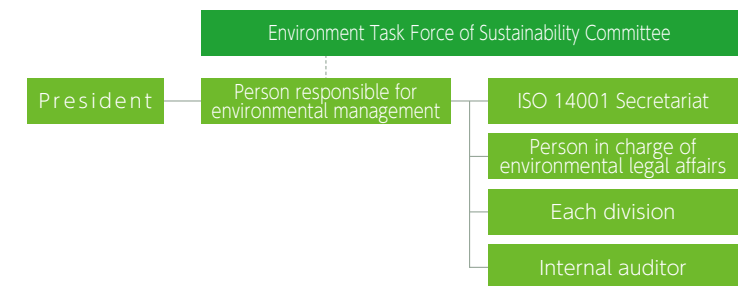 Environment Task Force of Sustainability Committee
President
Person responsible for
environmental management
ISO 14001 Secretariat
Person in charge of
environmental legal affairs
Each division
Internal auditor